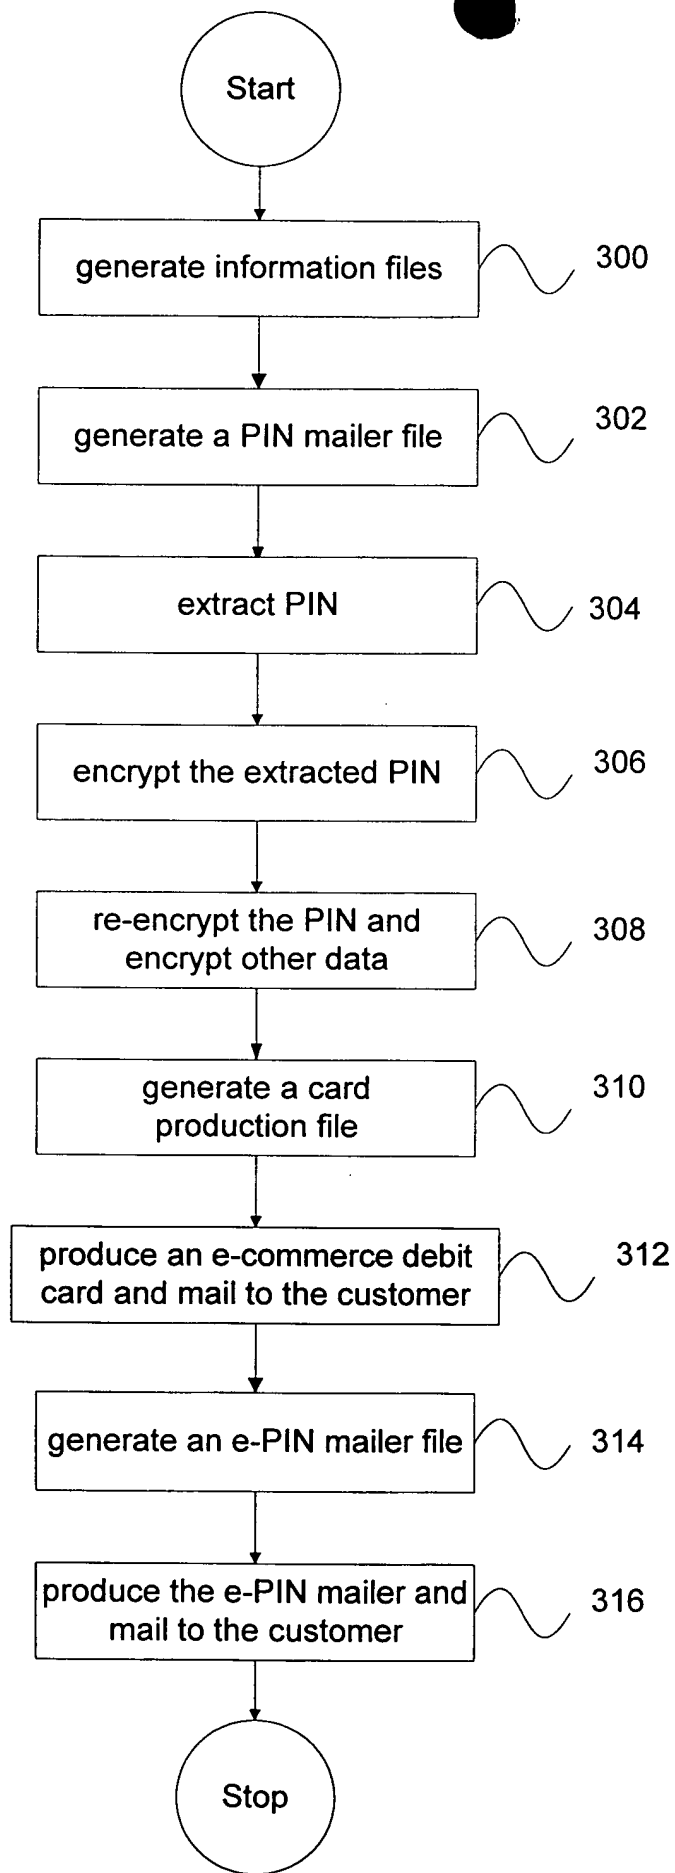 Start
generate information files
300
generate a PIN mailer file
302
extract PIN
304
encrypt the extracted PIN
306
re-encrypt the PIN and
encrypt other data
308
generate a card
production file
310
produce an e-commerce debit
card and mail to the customer
312
generate an e-PIN mailer file
314
produce the e-PIN mailer and
mail to the customer
316
Stop